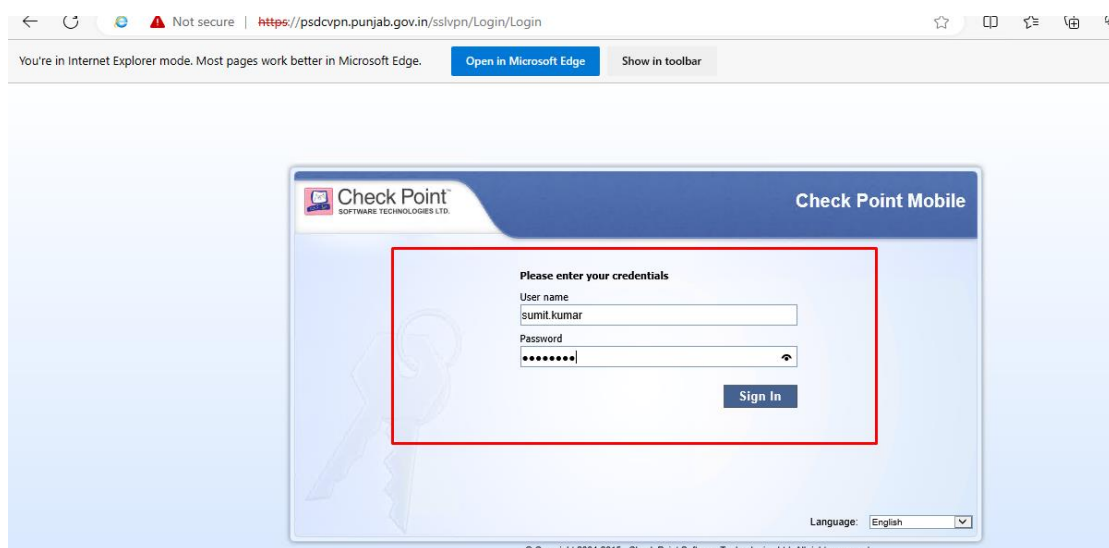 Not secure | https://psdcvpn.punjab.gov.in/sslvpn/Login/Login
You're in Internet Explorer mode. Most pages work better in Microsoft Edge. Open in Microsoft Edge Show in toolbar
Check Point
SOFTWARE TECHNOLOGIES LTD.
Check Point Mobile
Please enter your credentials
User name
sumit.kumar
Password
Sign In
Language: English